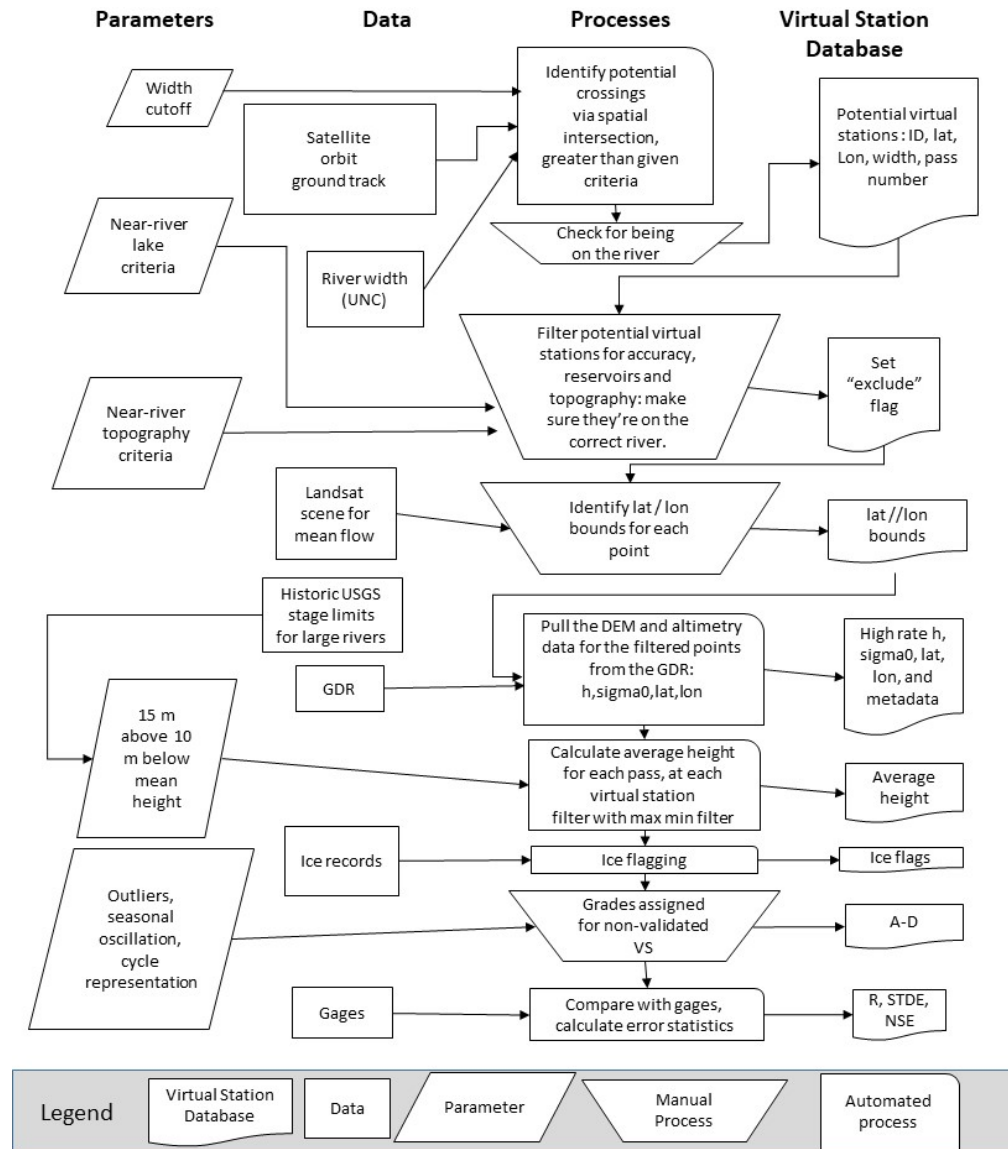 Parameters
Data
Processes
Virtual Station
Database
Width
cutoff
Satellite
orbit
ground track
Identify potential
crossings
via spatial
intersection,
greater than given
criteria
Potential virtual
stations : ID, lat,
Lon, width, pass
number
Near-river
lake
criteria
River width
(UNC)
Check for being
on the river
Filter potential virtual
stations for accuracy,
reservoirs and
topography: make
sure they're on the
correct river.
Set
“exclude”
flag
Near-river
topography
criteria
Landsat
scene for
mean flow
Identify lat / lon
bounds for each
point
lat //lon
bounds
Historic USGS
stage limits
for large rivers
GDR
Pull the DEM and altimetry
data for the filtered points
from the GDR:
h,sigma0,lat,lon
High rate h,
sigma0, lat,
lon, and
metadata
15 m
above 10
m below
mean
height
Calculate average height
for each pass, at each
virtual station
filter with max min filter
Average
height
Ice records
Ice flagging
Ice flags
Outliers,
seasonal
oscillation,
cycle
representation
Grades assigned
for non-validated
VS
A-D
Gages
Compare with gages,
calculate error statistics
R, STDE,
NSE
Legend
Virtual Station
Database
Data
Parameter
Manual
Process
Automated
process